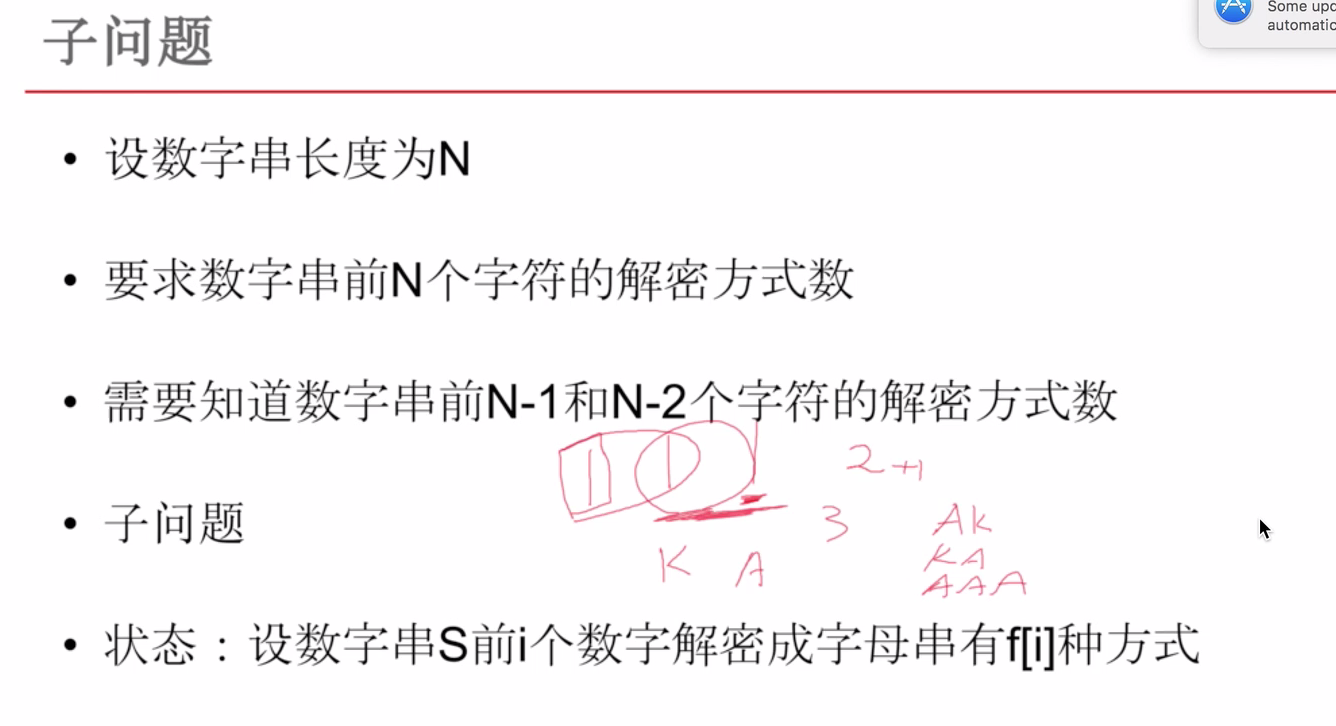 子问题
Some upd
automatic
• 设数字串长度为N
• 要求数字串前N个字符的解密方式数
• 需要知道数字串前N-1和N-2个字符的解密方式数
1 1 1
2+1
• 子问题
3
AK
K A
KA
AAA
• 状态：设数字串S前i个数字解密成字母串有f[i]种方式